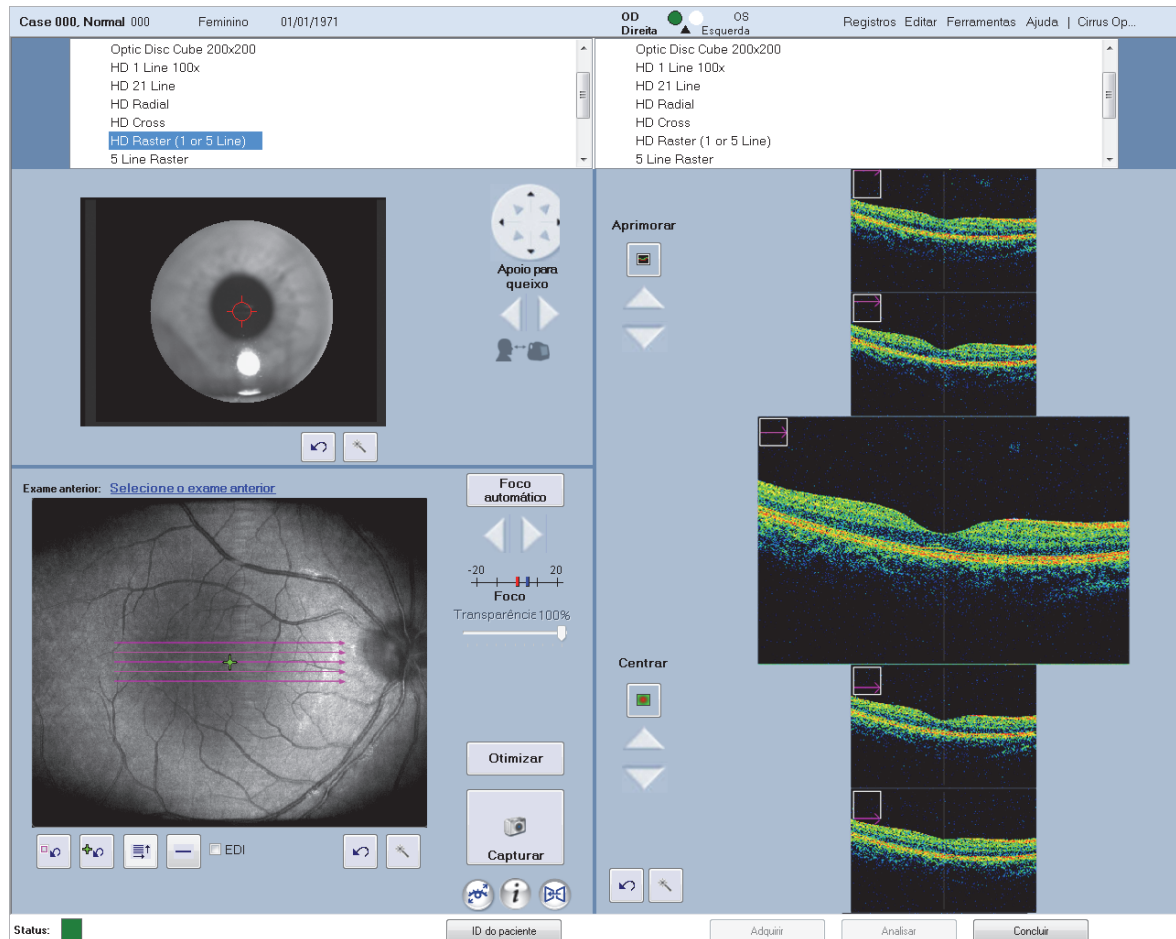 Case 000, Normal 000 Feminino 01/01/1971
OD
Direita
OS
Esquerda
Registros Editar Ferramentas Ajuda | Cirrus Op...
Optic Disc Cube 200x200
HD 1 Line 100x
HD 21 Line
HD Radial
HD Cross
HD Raster (1 or 5 Line)
5 Line Raster
Optic Disc Cube 200x200
HD 1 Line 100x
HD 21 Line
HD Radial
HD Cross
HD Raster (1 or 5 Line)
5 Line Raster
Apoio para
queixo
Exame anterior: Selecione o exame anterior
Foco
automático
-20 20
Foco
Transparêncie 100%
Otimizar
Capturar
EDI
Aprimorar
Centrar
Status:
ID do paciente
Adquirir
Analisar
Concluir